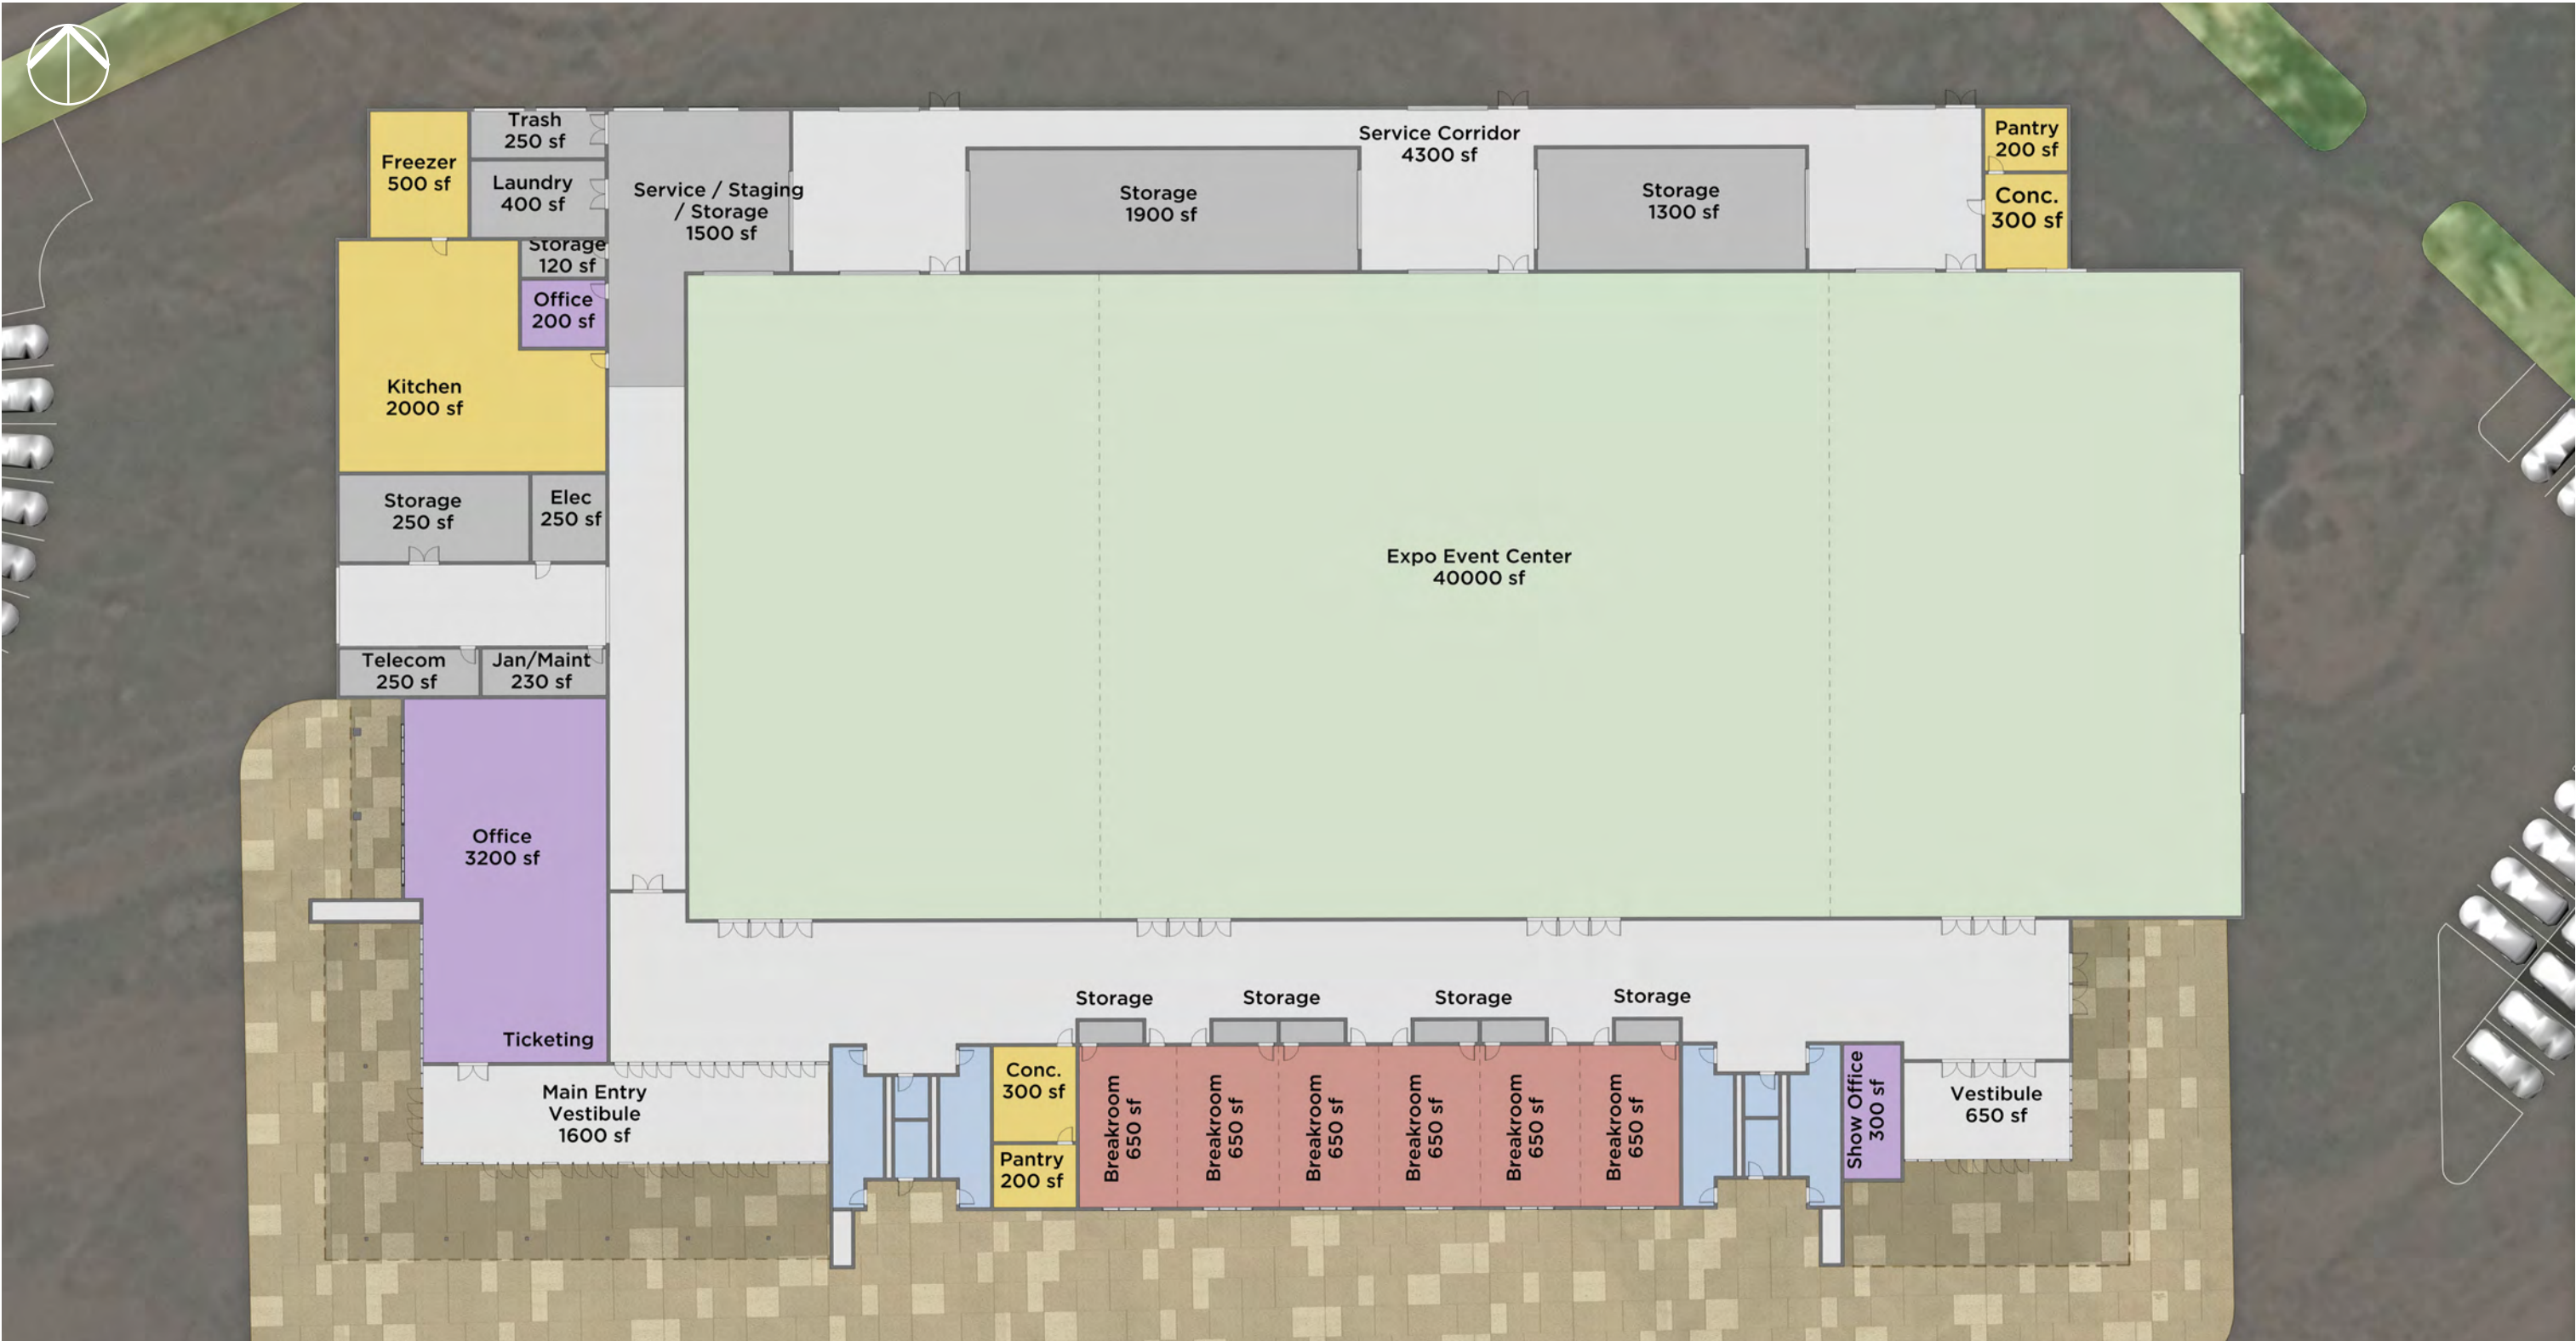 Trash
250 sf
Freezer
500 sf
Laundry
400 sf
Service / Staging
/ Storage
1500 sf
Storage
1900 sf
Service Corridor
4300 sf
Storage
1300 sf
Pantry
200 sf
Conc.
300 sf
Storage
120 sf
Office
200 sf
Kitchen
2000 sf
Storage
250 sf
Elec
250 sf
Expo Event Center
40000 sf
Telecom
250 sf
Jan/Maint
230 sf
Office
3200 sf
Ticketing
Storage
Storage
Storage
Storage
Main Entry
Vestibule
1600 sf
Conc.
300 sf
Pantry
200 sf
Breakroom
650 sf
Breakroom
650 sf
Breakroom
650 sf
Breakroom
650 sf
Breakroom
650 sf
Breakroom
650 sf
Show Office
300 sf
Vestibule
650 sf